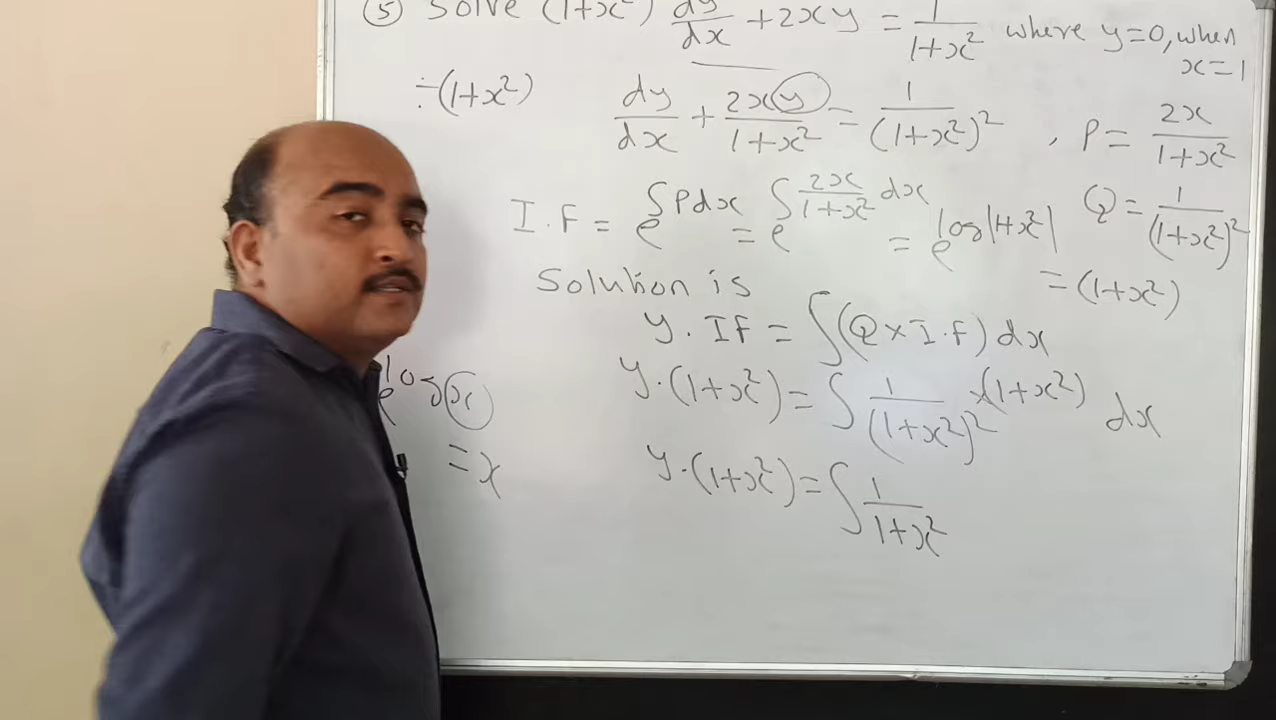 ⑤ Solve (1+x²) dy/dx + 2xy = 1/(1+x²) where y=0, when x=1
÷(1+x²) dy/dx + 2xy/(1+x²) = 1/(1+x²)² , P = 2x/(1+x²)
I.F = e^∫Pdx = e^∫2x/(1+x²) dx = e^log|1+x²| Q = 1/(1+x²)²
= (1+x²)
Solution is
y. IF = ∫(Q × I.F) dx
y.(1+x²) = ∫ 1/(1+x²)² ×(1+x²) dx
e^log x
= x
y.(1+x²) = ∫ 1/(1+x²)